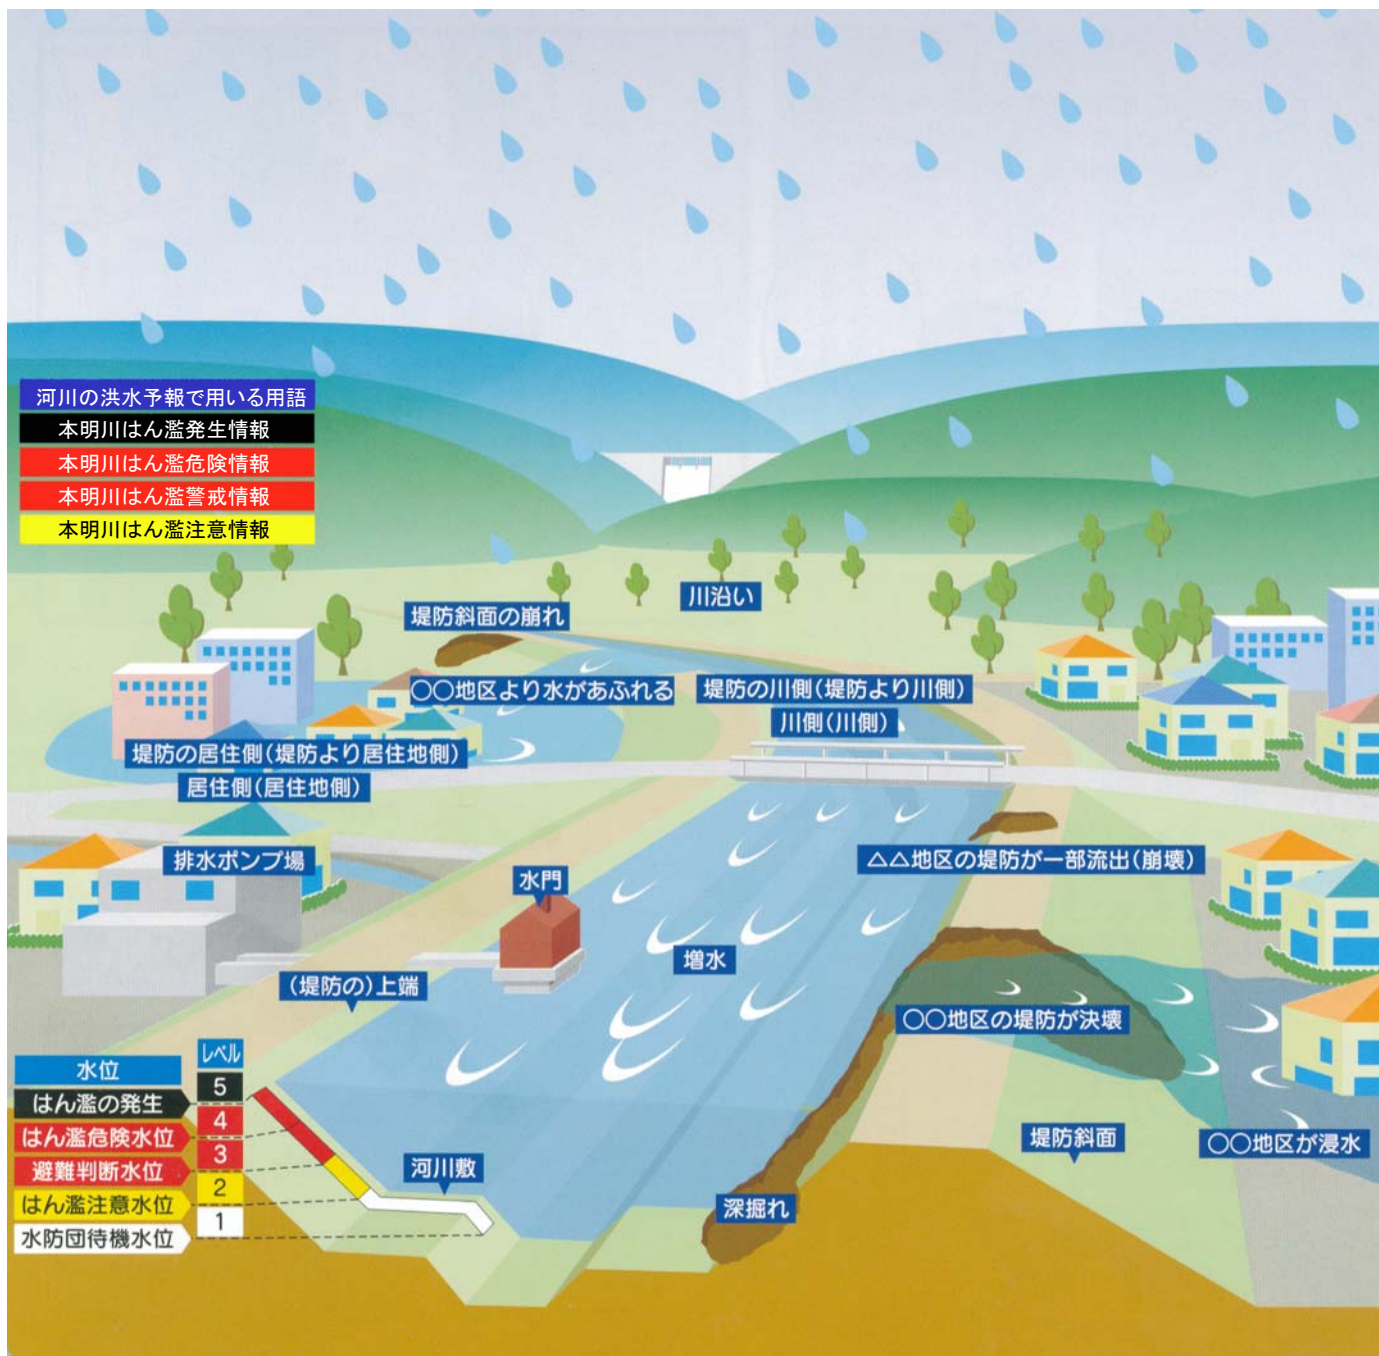 河川の洪水予報で用いる用語
本明川はん濫発生情報
本明川はん濫危険情報
本明川はん濫警戒情報
本明川はん濫注意情報
川沿い
堤防斜面の崩れ
○○地区より水があふれる
堤防の川側(堤防より川側)
川側(川側)
堤防の居住側(堤防より居住地側)
居住側(居住地側)
排水ポンプ場
水門
△△地区の堤防が一部流出(崩壊)
増水
(堤防の)上端
○○地区の堤防が決壊
水位
レベル
はん濫の発生
5
はん濫危険水位
4
避難判断水位
3
はん濫注意水位
2
水防団待機水位
1
河川敷
堤防斜面
○○地区が浸水
深掘れ